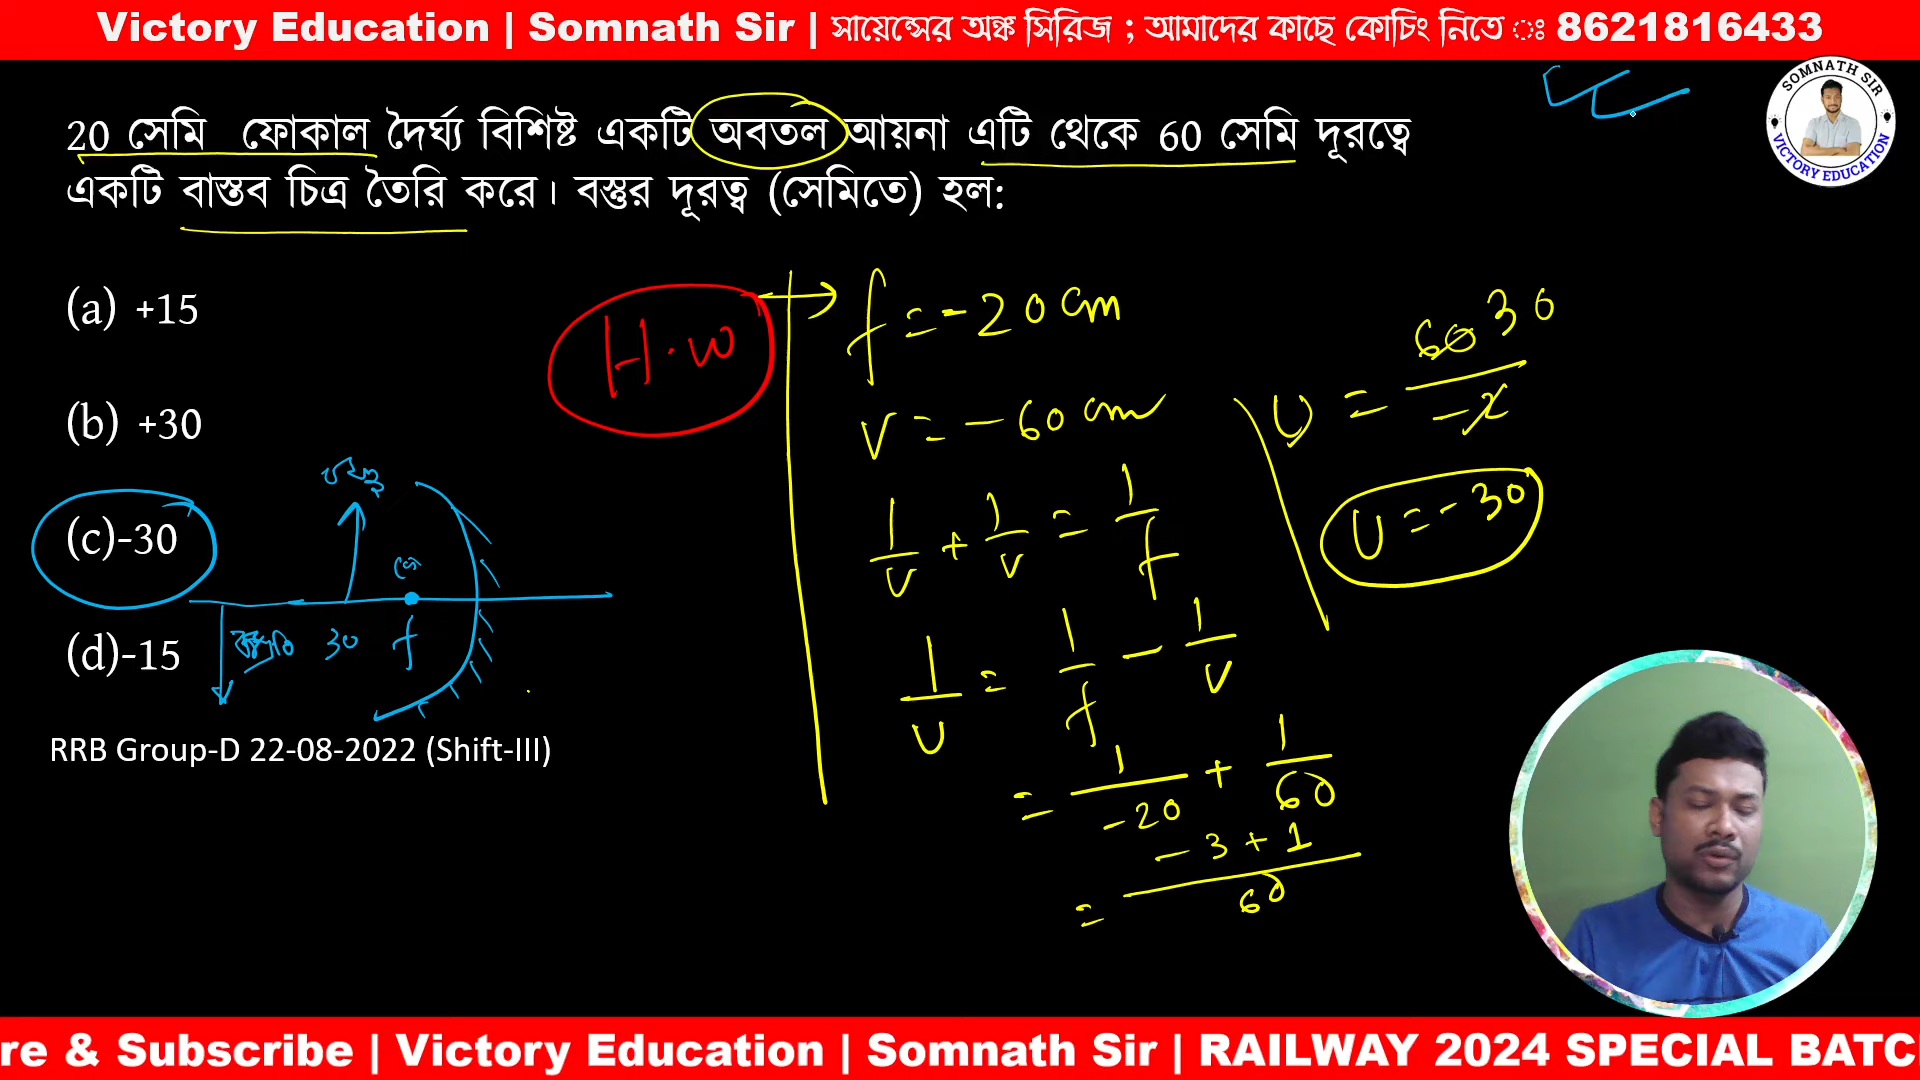 Victory Education | Somnath Sir | সায়েন্সের অঙ্ক সিরিজ ; আমাদের কাছে কোচিং নিতে ঃ 8621816433
SOMNATH SIR
VICTORY EDUCATION
20 সেমি ফোকাল দৈর্ঘ্য বিশিষ্ট একটি অবতল আয়না এটি থেকে 60 সেমি দূরত্বে
একটি বাস্তব চিত্র তৈরি করে। বস্তুর দূরত্ব (সেমিতে) হল:
(a) +15
(b) +30
(c)-30
(d)-15
30 f
RRB Group-D 22-08-2022 (Shift-III)
H.W
f = -20 cm
v = -60 cm
1/u + 1/v = 1/f
1/u = 1/f - 1/v
= 1/-20 + 1/60
= -3+1/60
U = 60 30/-2
U = -30
re & Subscribe | Victory Education | Somnath Sir | RAILWAY 2024 SPECIAL BATC